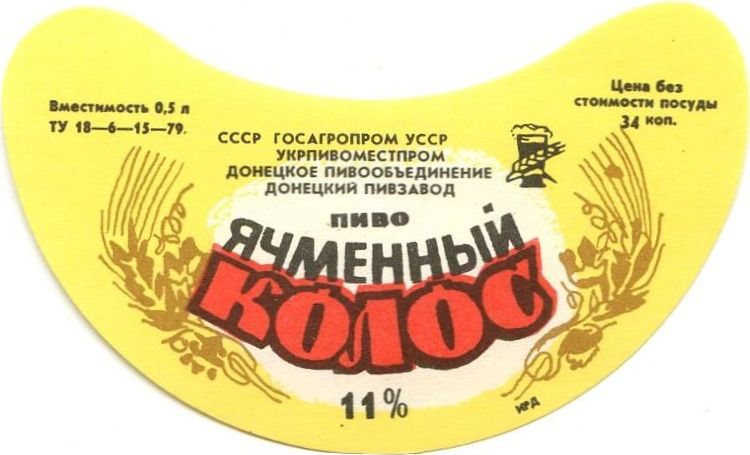 Вместимость 0,5 л
ТУ 18—6—15—79.
Цена без
стоимости посуды
34 коп.
СССР ГОСАГРОПРОМ УССР
УКРПИВОМЕСТПРОМ
ДОНЕЦКОЕ ПИВООБЪЕДИНЕНИЕ
ДОНЕЦКИЙ ПИВЗАВОД
ПИВО
ЯЧМЕННЫЙ
КОЛОС
11%
ИРД